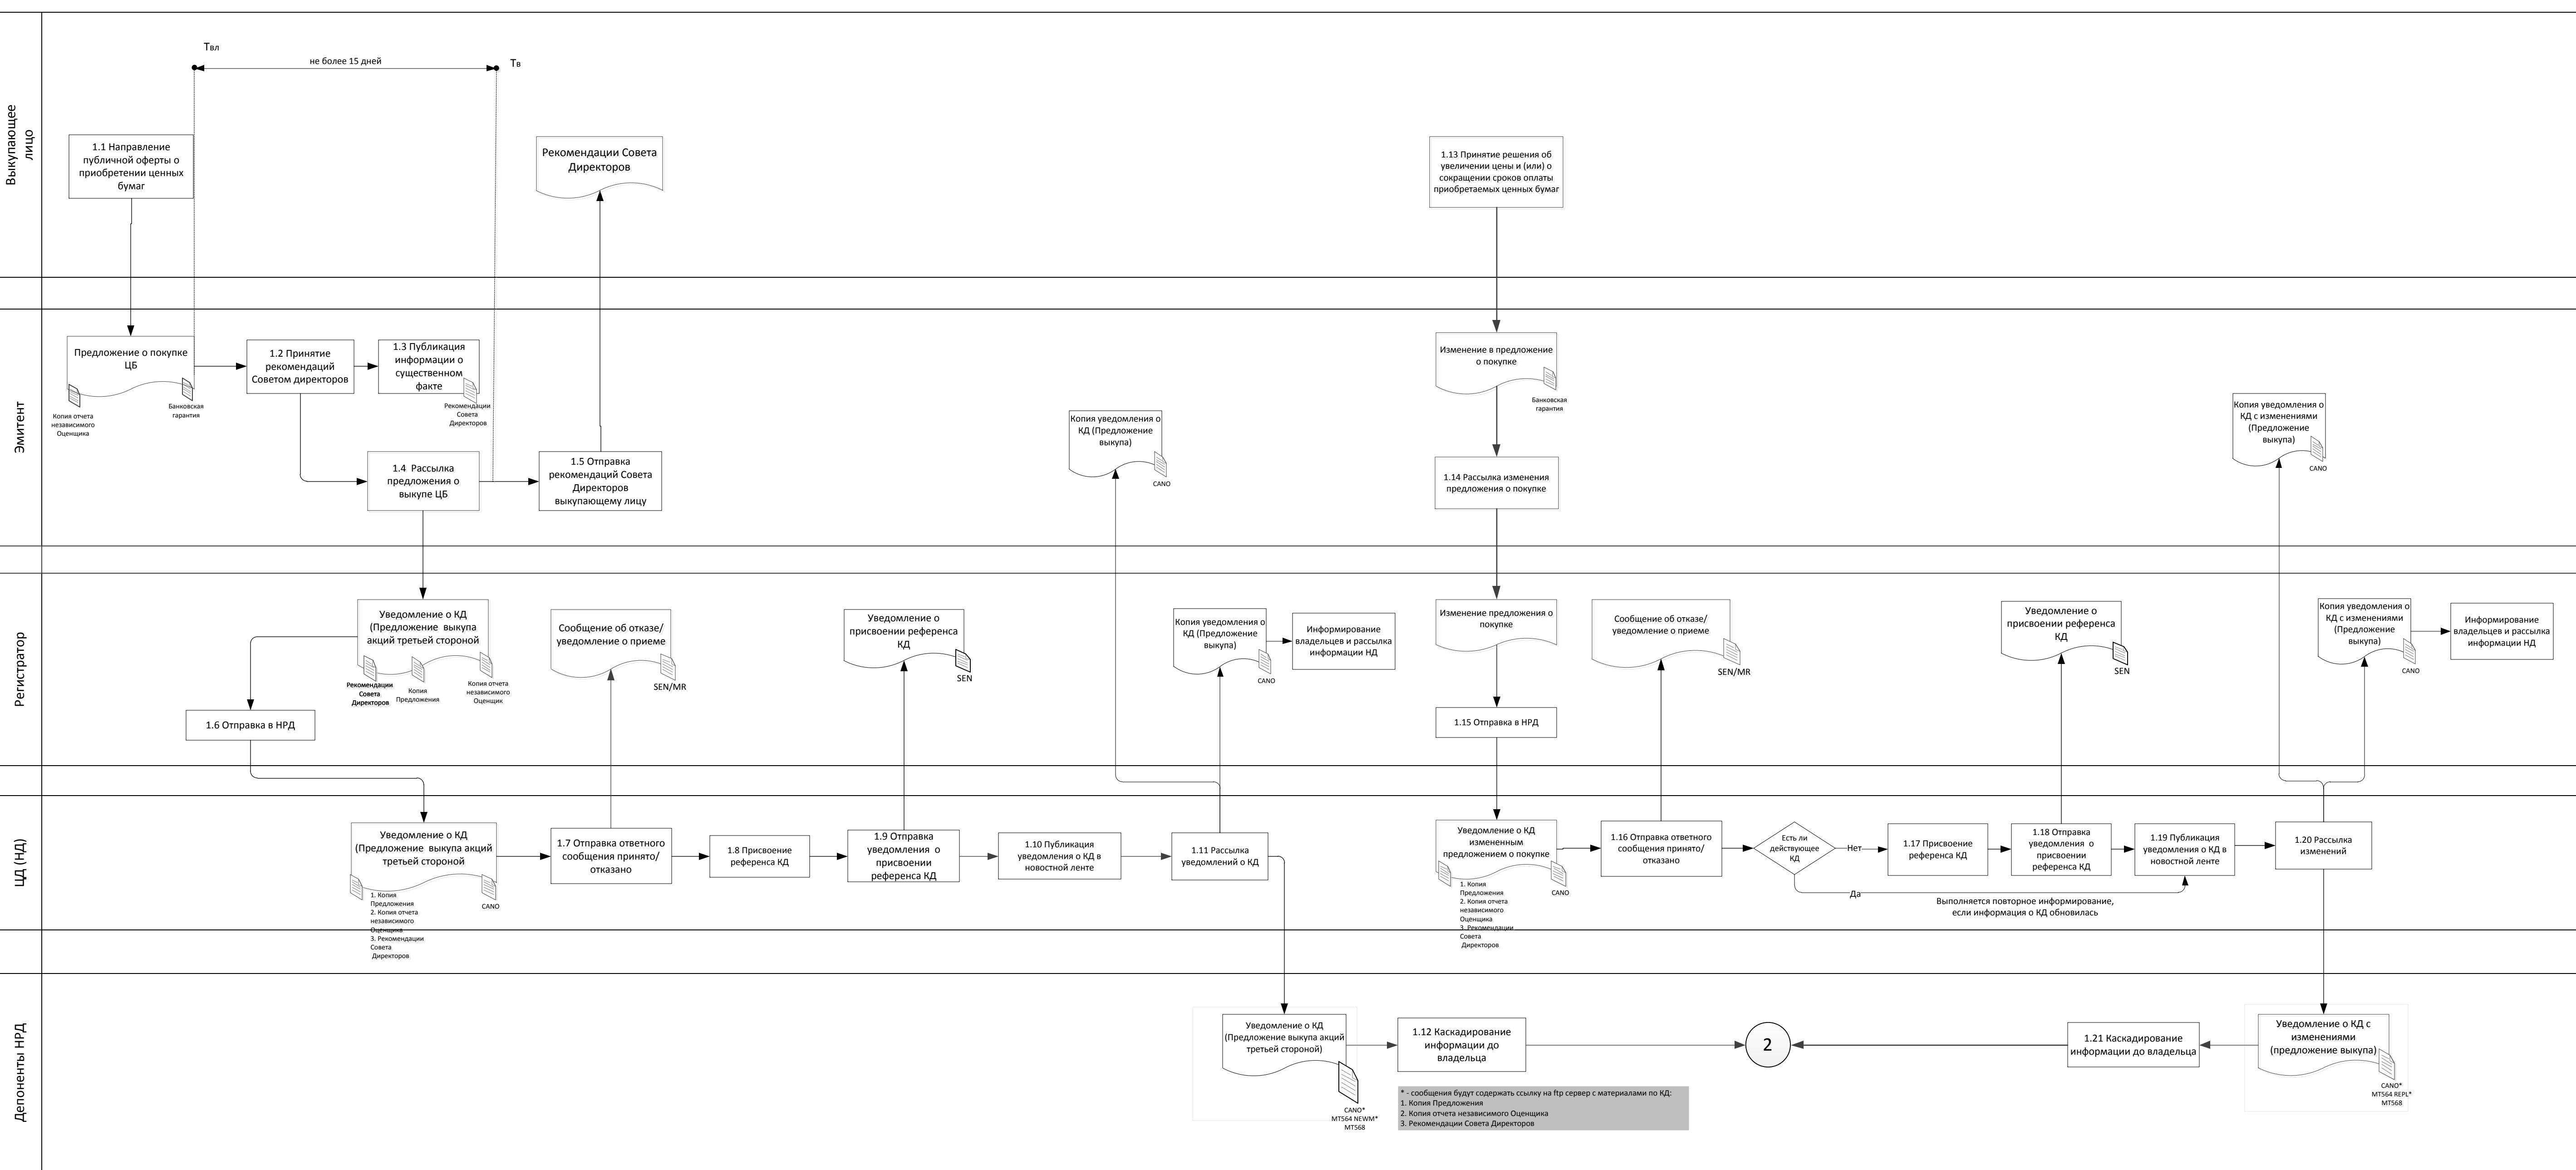 Выкупающее
лицо
Твл
не более 15 дней
Тв
1.1 Направление
публичной оферты о
приобретении ценных
бумаг
Рекомендации Совета
Директоров
1.13 Принятие решения об
увеличении цены и (или) о
сокращении сроков оплаты
приобретаемых ценных бумаг
Эмитент
Предложение о покупке
ЦБ
Копия отчета
независимого
Оценщика
Банковская
гарантия
1.2 Принятие
рекомендаций
Советом директоров
1.3 Публикация
информации о
существенном
факте
Рекомендации
Совета
Директоров
1.4 Рассылка
предложения о
выкупе ЦБ
1.5 Отправка
рекомендаций Совета
Директоров
выкупающему лицу
Копия уведомления о
КД (Предложение
выкупа)
CANO
Изменение в предложение
о покупке
Банковская
гарантия
1.14 Рассылка изменения
предложения о покупке
Копия уведомления о
КД с изменениями
(Предложение
выкупа)
CANO
Регистратор
Уведомление о КД
(Предложение выкупа
акций третьей стороной
Рекомендации
Совета
Директоров
Копия
Предложения
Копия отчета
независимого
Оценщик
1.6 Отправка в НРД
Сообщение об отказе/
уведомление о приеме
SEN/MR
Уведомление о
присвоении референса
КД
SEN
Копия уведомления о
КД (Предложение
выкупа)
CANO
Информирование
владельцев и рассылка
информации НД
Изменение предложения о
покупке
1.15 Отправка в НРД
Сообщение об отказе/
уведомление о приеме
SEN/MR
Уведомление о
присвоении референса
КД
SEN
Копия уведомления о
КД с изменениями
(Предложение
выкупа)
CANO
Информирование
владельцев и рассылка
информации НД
ЦД (НД)
Уведомление о КД
(Предложение выкупа акций
третьей стороной
1. Копия
Предложения
2. Копия отчета
независимого
Оценщика
3. Рекомендации
Совета
Директоров
CANO
1.7 Отправка ответного
сообщения принято/
отказано
1.8 Присвоение
референса КД
1.9 Отправка
уведомления о
присвоении
референса КД
1.10 Публикация
уведомления о КД в
новостной ленте
1.11 Рассылка
уведомлений о КД
Уведомление о КД
измененным
предложением о покупке
1. Копия
Предложения
2. Копия отчета
независимого
Оценщика
3. Рекомендации
Совета
Директоров
CANO
1.16 Отправка ответного
сообщения принято/
отказано
Есть ли
действующее
КД
Нет
Да
1.17 Присвоение
референса КД
1.18 Отправка
уведомления о
присвоении
референса КД
1.19 Публикация
уведомления о КД в
новостной ленте
1.20 Рассылка
изменений
Выполняется повторное информирование,
если информация о КД обновилась
Депоненты НРД
Уведомление о КД
(Предложение выкупа акций
третьей стороной)
CANO*
MT564 NEWM*
MT568
1.12 Каскадирование
информации до
владельца
2
1.21 Каскадирование
информации до владельца
Уведомление о КД с
изменениями
(предложение выкупа)
CANO*
MT564 REPL*
MT568
* - сообщения будут содержать ссылку на ftp сервер с материалами по КД:
1. Копия Предложения
2. Копия отчета независимого Оценщика
3. Рекомендации Совета Директоров